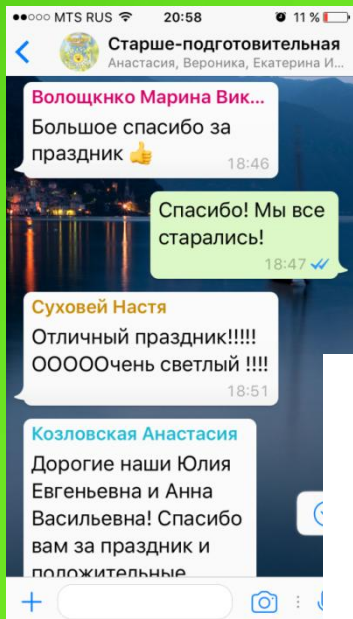 MTS RUS 20:58 11 %
Старше-подготовительная
Анастасия, Вероника, Екатерина И...
Волощкнко Марина Вик...
Большое спасибо за
праздник 👍
18:46
Спасибо! Мы все
старались!
18:47
Суховей Настя
Отличный праздник!!!!!
ОООООчень светлый !!!!
18:51
Козловская Анастасия
Дорогие наши Юлия
Евгеньевна и Анна
Васильевна! Спасибо
вам за праздник и
положительные